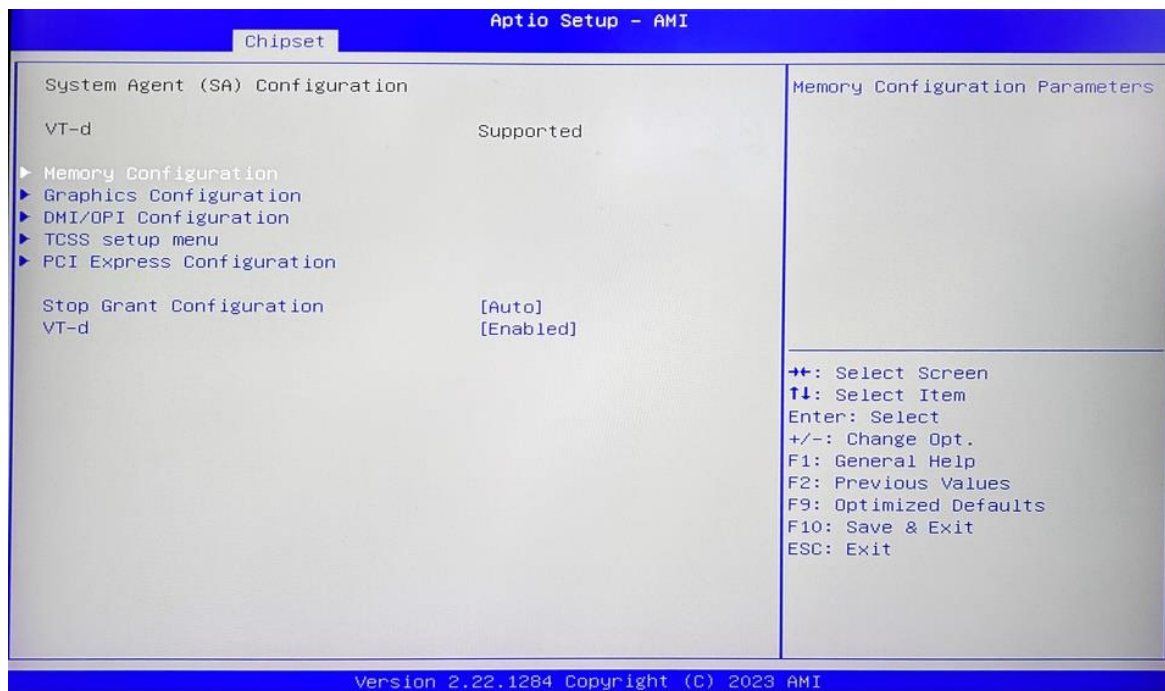 Aptio Setup - AMI
Chipset
System Agent (SA) Configuration
VT-d Supported
▶ Memory Configuration
▶ Graphics Configuration
▶ DMI/OPI Configuration
▶ TCSS setup menu
▶ PCI Express Configuration
Stop Grant Configuration [Auto]
VT-d [Enabled]
Memory Configuration Parameters
→←: Select Screen
↑↓: Select Item
Enter: Select
+/-: Change Opt.
F1: General Help
F2: Previous Values
F9: Optimized Defaults
F10: Save & Exit
ESC: Exit
Version 2.22.1284 Copyright (C) 2023 AMI